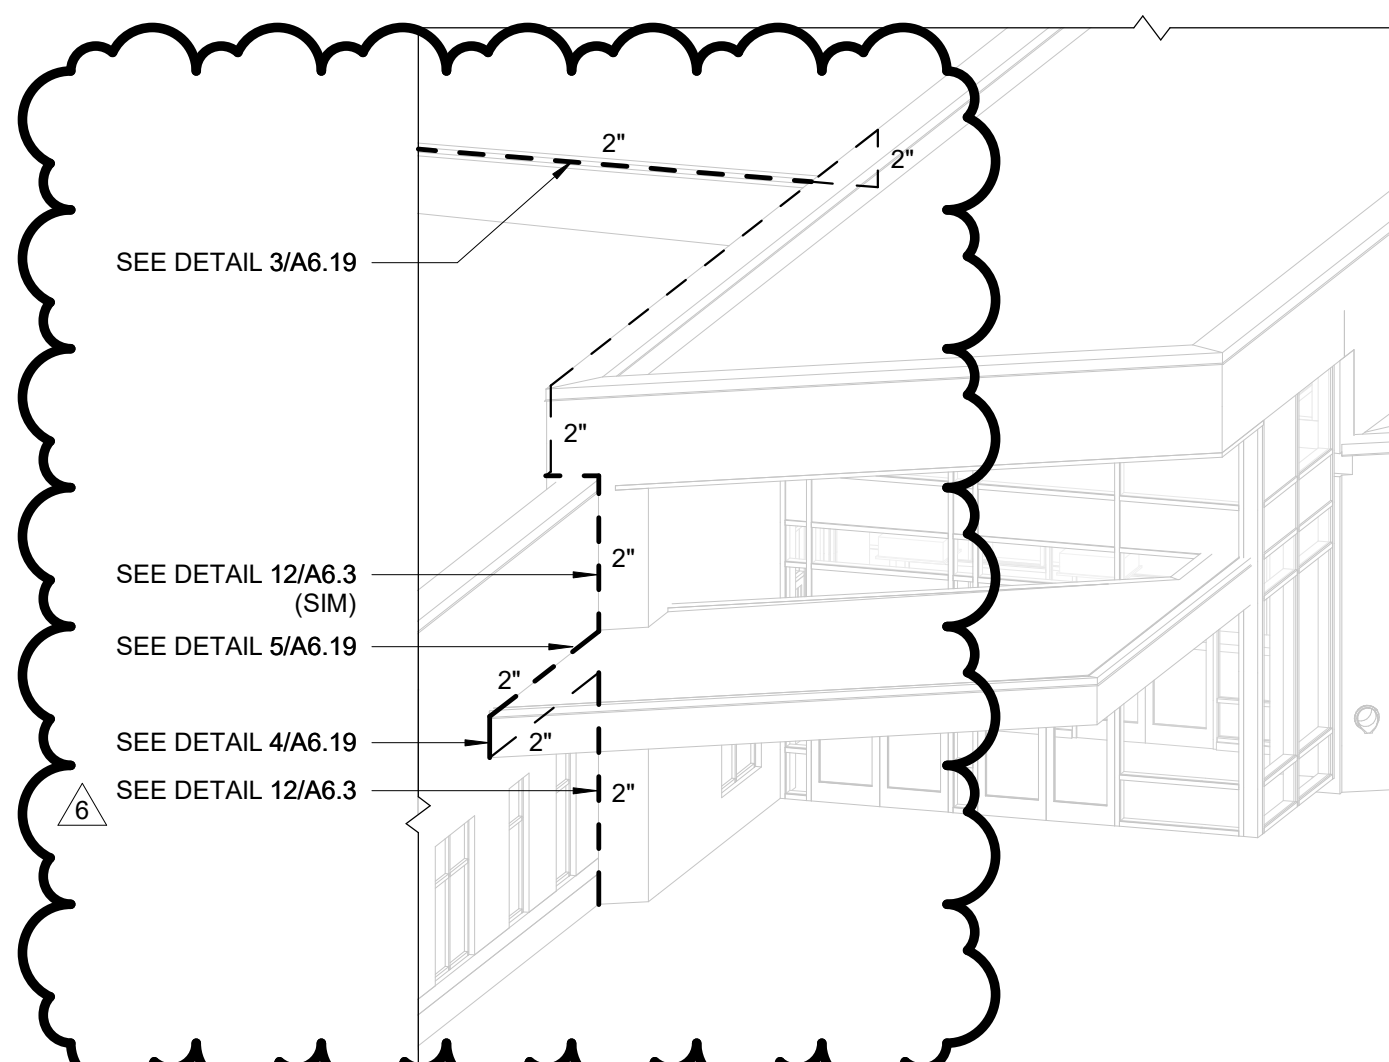 2"
2"
SEE DETAIL 3/A6.19
2"
2"
SEE DETAIL 12/A6.3
(SIM)
SEE DETAIL 5/A6.19
2"
SEE DETAIL 4/A6.19
2"
SEE DETAIL 12/A6.3
2"
6